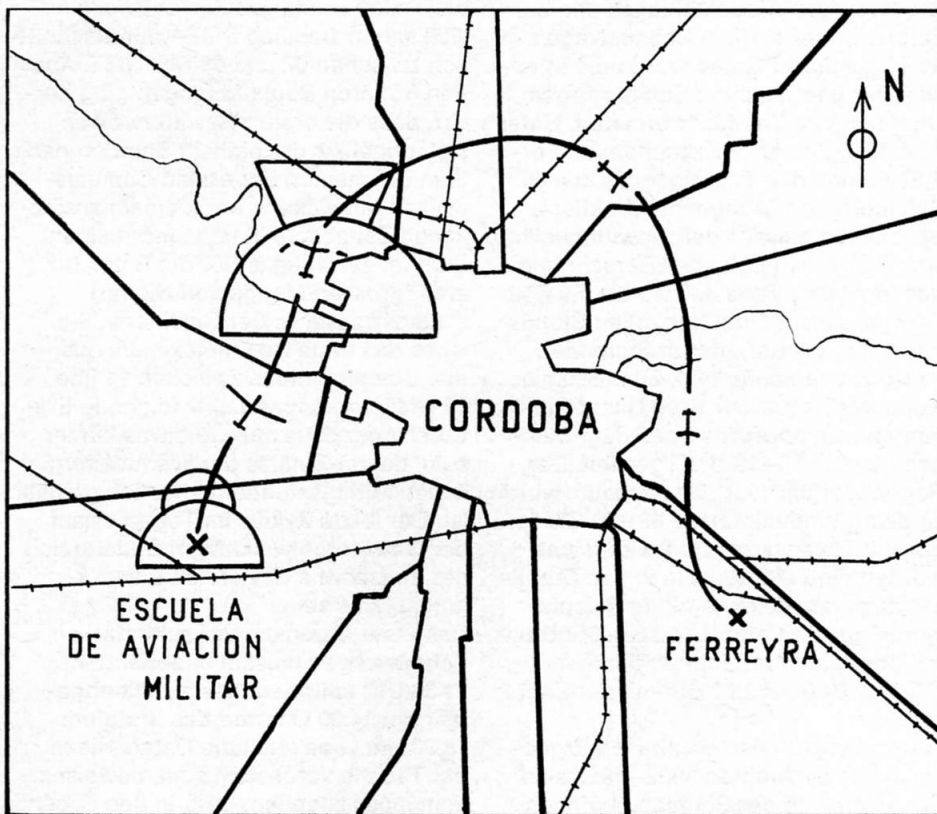 N
CORDOBA
ESCUELA
DE AVIACION
MILITAR
FERREYRA